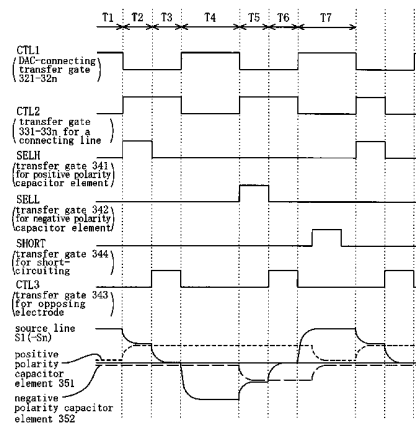 T1 T2 T3 T4 T5 T6 T7
CTL1
DAC-connecting
transfer gate
321-32n
CTL2
transfer gate
331-33n for a
connecting line
SELH
transfer gate 341
for positive polarity
capacitor element
SELL
transfer gate 342
for negative polarity
capacitor element
SHORT
transfer gate 344
for short-
circuiting
CTL3
transfer gate 343
for opposing
electrode
source line
S1(-Sn)
positive
polarity
capacitor
element 351
negative
polarity capacitor
element 352